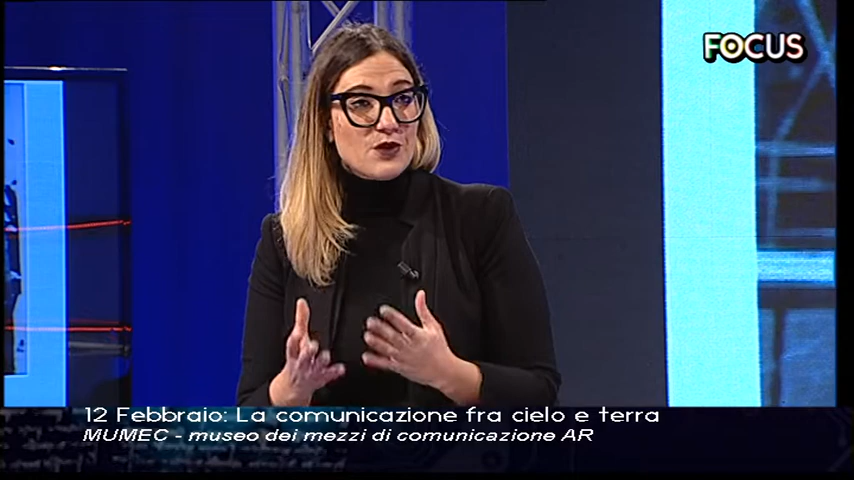 FOCUS
12 Febbraio: La comunicazione fra cielo e terra
MUMEC - museo dei mezzi di comunicazione AR